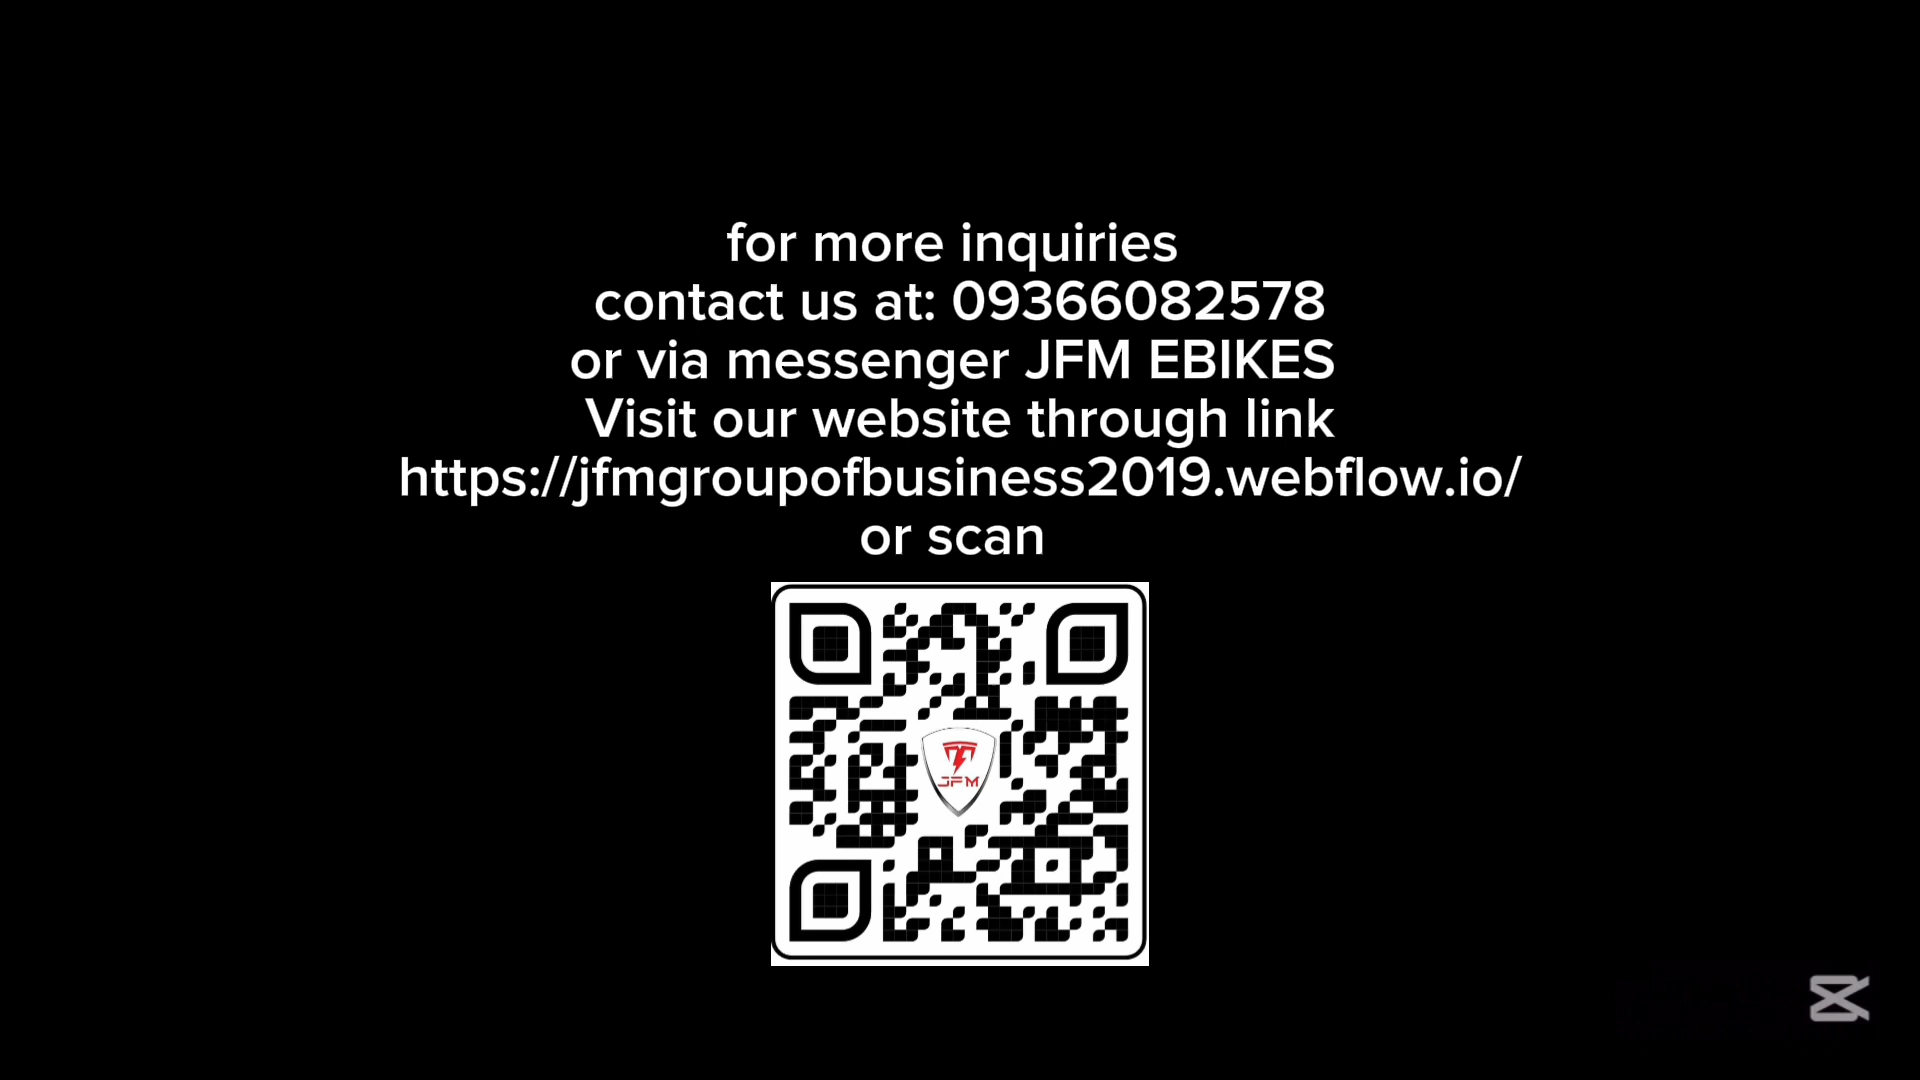 for more inquiries
contact us at: 09366082578
or via messenger JFM EBIKES
Visit our website through link
https://jfmgroupofbusiness2019.webflow.io/
or scan
JFM